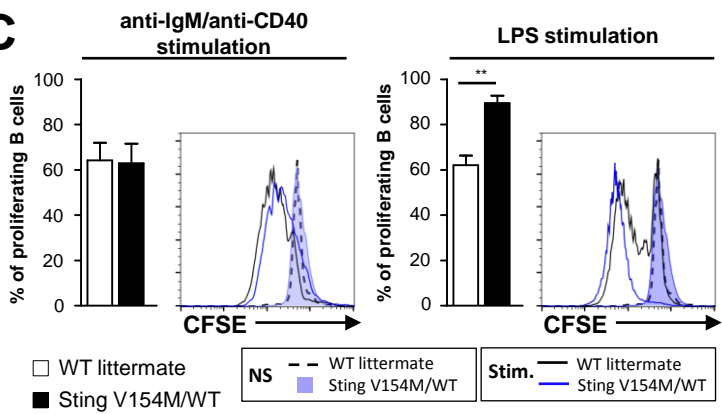 C
anti-IgM/anti-CD40
stimulation
% of proliferating B cells
100
80
60
40
20
0
CFSE
LPS stimulation
% of proliferating B cells
100
80
60
40
20
0
**
CFSE
WT littermate
Sting V154M/WT
NS
WT littermate
Sting V154M/WT
Stim.
WT littermate
Sting V154M/WT